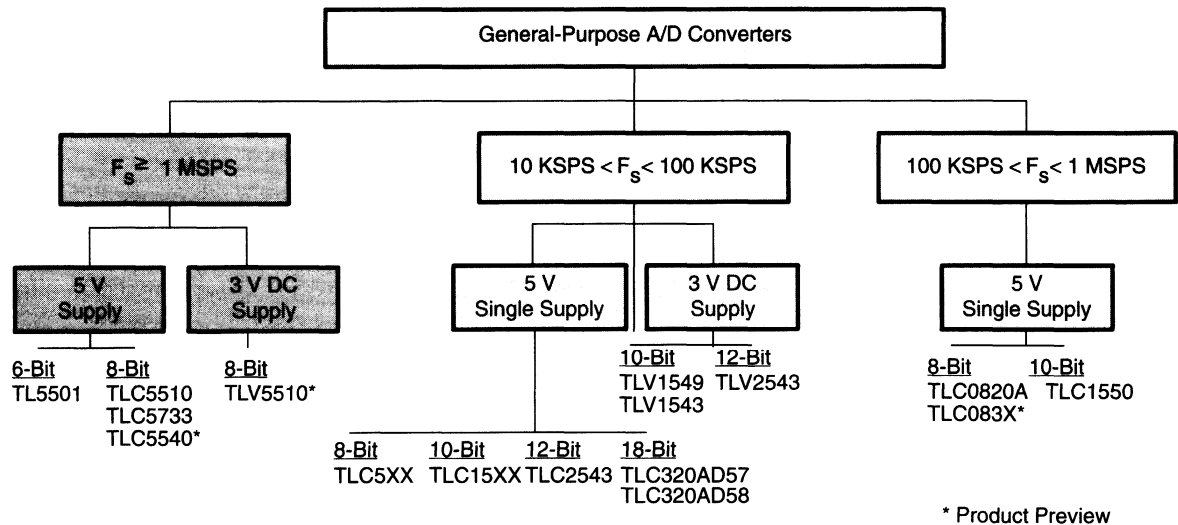 General-Purpose A/D Converters
Fs ≥ 1 MSPS
10 KSPS < Fs < 100 KSPS
100 KSPS < Fs < 1 MSPS
5 V
Supply
3 V DC
Supply
5 V
Single Supply
3 V DC
Supply
5 V
Single Supply
6-Bit
TL5501
8-Bit
TLC5510
TLC5733
TLC5540*
8-Bit
TLV5510*
10-Bit
TLV1549
TLV1543
12-Bit
TLV2543
8-Bit
TLC0820A
TLC083X*
10-Bit
TLC1550
8-Bit
TLC5XX
10-Bit
TLC15XX
12-Bit
TLC2543
18-Bit
TLC320AD57
TLC320AD58
* Product Preview